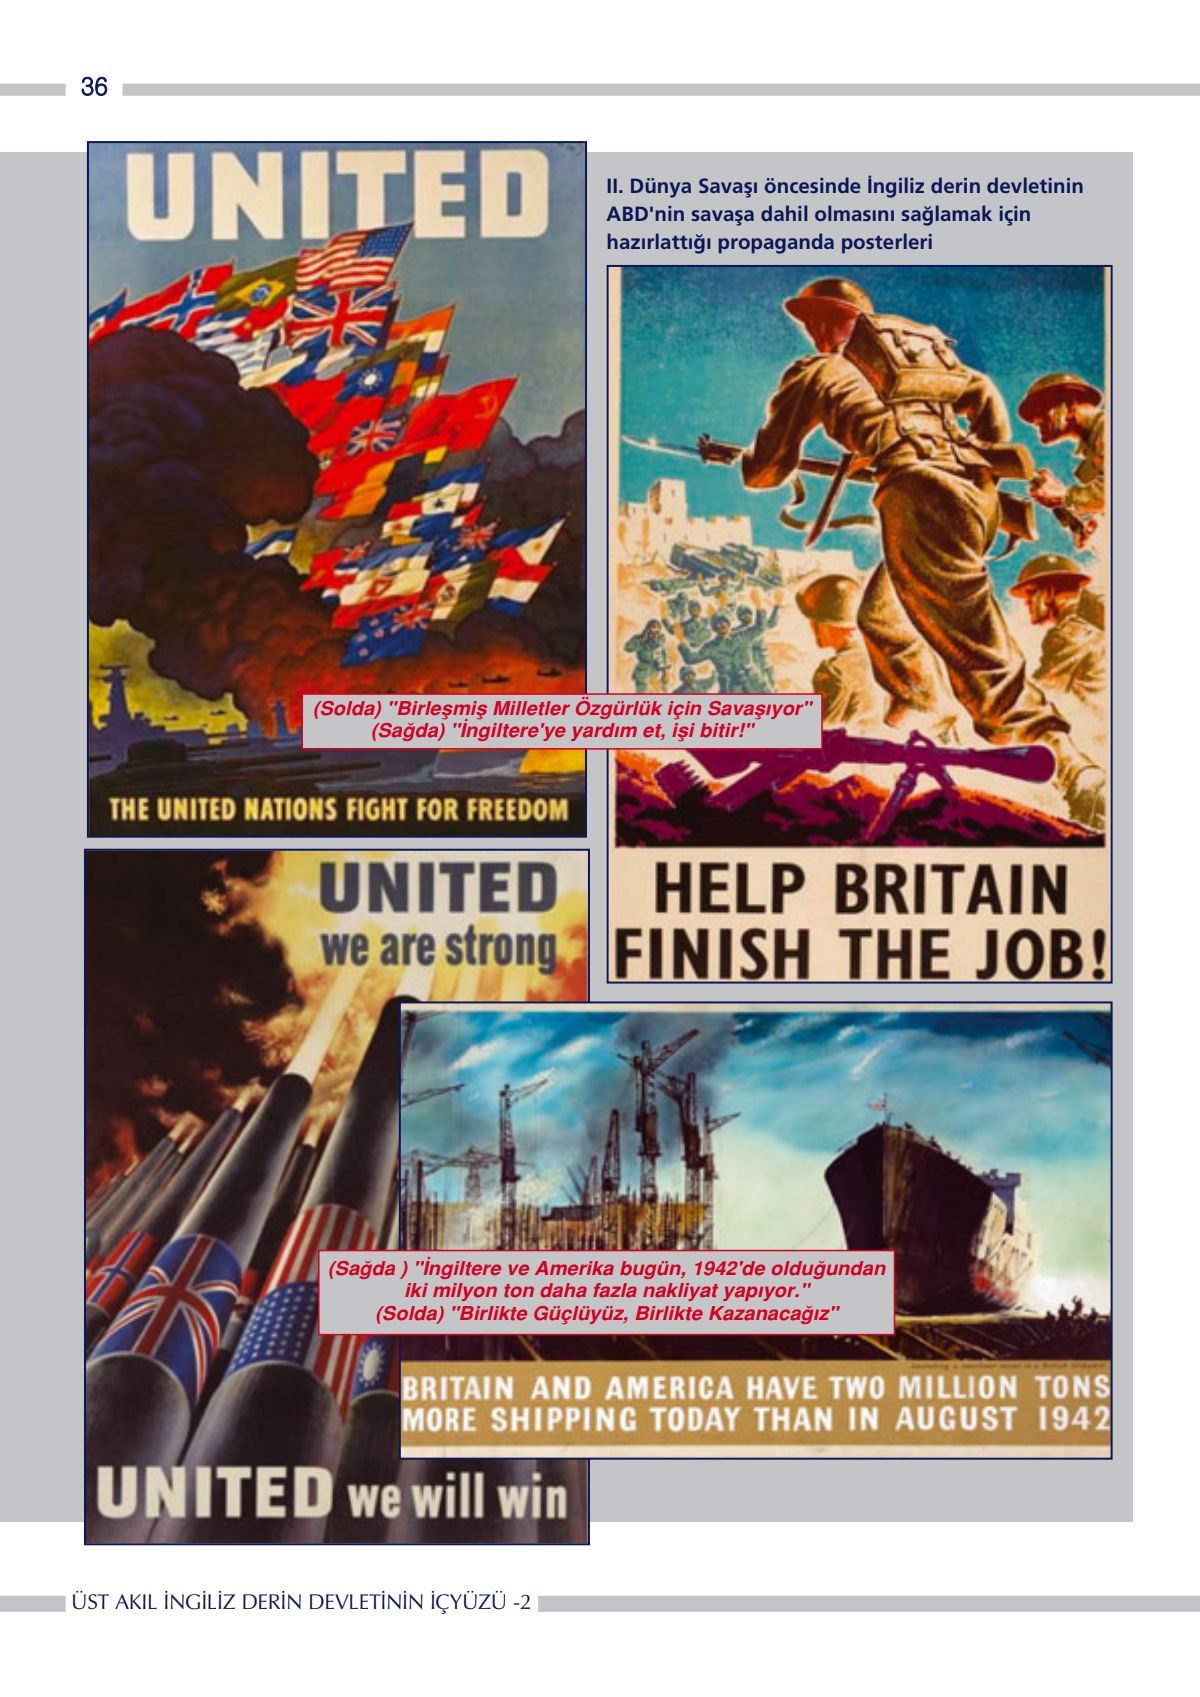 36
UNITED
II. Dünya Savaşı öncesinde İngiliz derin devletinin
ABD'nin savaşa dahil olmasını sağlamak için
hazırlattığı propaganda posterleri
(Solda) "Birleşmiş Milletler Özgürlük için Savaşıyor"
(Sağda) "İngiltere'ye yardım et, işi bitir!"
THE UNITED NATIONS FIGHT FOR FREEDOM
HELP BRITAIN
FINISH THE JOB!
UNITED
we are strong
(Sağda ) "İngiltere ve Amerika bugün, 1942'de olduğundan
iki milyon ton daha fazla nakliyat yapıyor."
(Solda) "Birlikte Güçlüyüz, Birlikte Kazanacağız"
BRITAIN AND AMERICA HAVE TWO MILLION TONS
MORE SHIPPING TODAY THAN IN AUGUST 1942
UNITED we will win
ÜST AKIL İNGİLİZ DERİN DEVLETİNİN İÇYÜZÜ -2